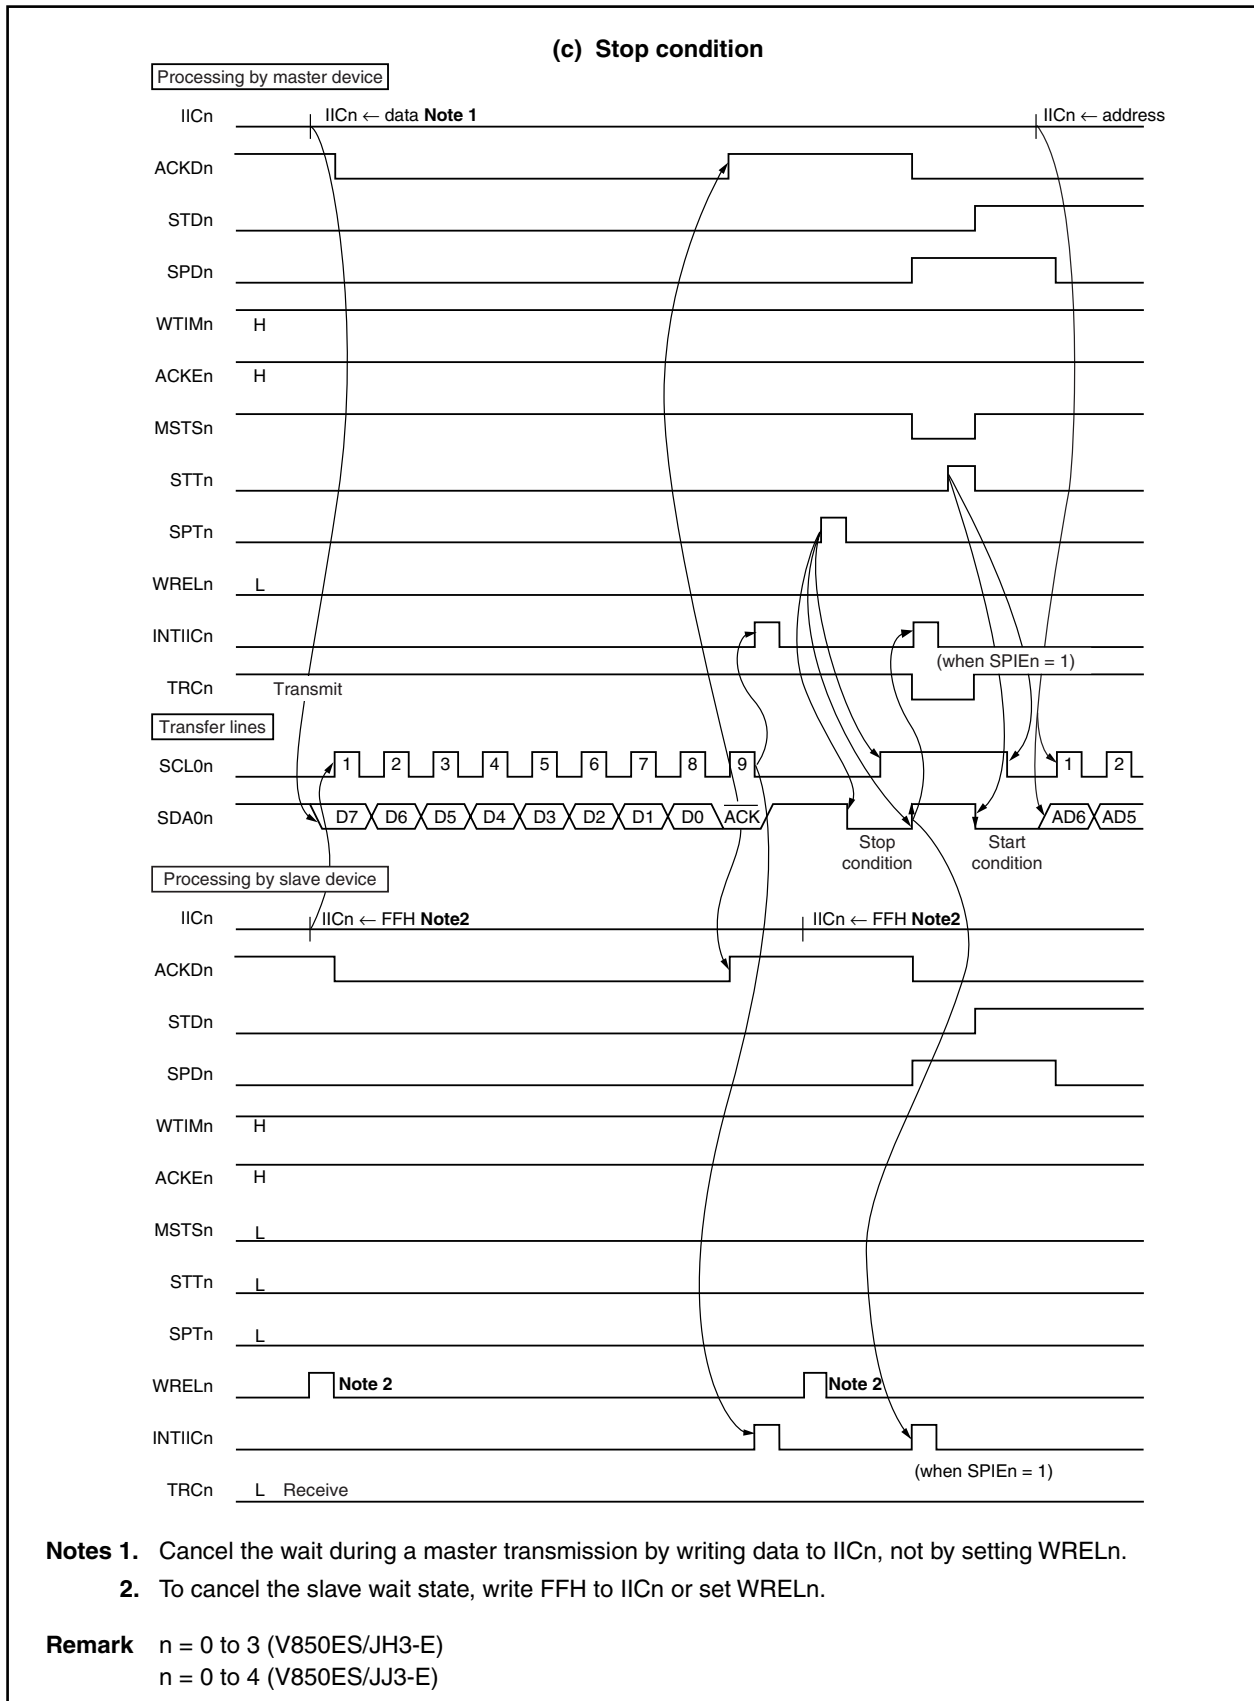 (c) Stop condition
Processing by master device
IICn IICn ← data Note 1 IICn ← address
ACKDn
STDn
SPDn
WTIMn H
ACKEn H
MSTSn
STTn
SPTn
WRELn L
INTIICn
(when SPIEn = 1)
TRCn Transmit
Transfer lines
SCL0n 1 2 3 4 5 6 7 8 9 1 2
SDA0n D7 D6 D5 D4 D3 D2 D1 D0 ACK AD6 AD5
Stop condition
Start condition
Processing by slave device
IICn IICn ← FFH Note2 IICn ← FFH Note2
ACKDn
STDn
SPDn
WTIMn H
ACKEn H
MSTSn L
STTn L
SPTn L
WRELn Note 2 Note 2
INTIICn
(when SPIEn = 1)
TRCn L Receive
Notes 1. Cancel the wait during a master transmission by writing data to IICn, not by setting WRELn.
2. To cancel the slave wait state, write FFH to IICn or set WRELn.
Remark n = 0 to 3 (V850ES/JH3-E)
n = 0 to 4 (V850ES/JJ3-E)